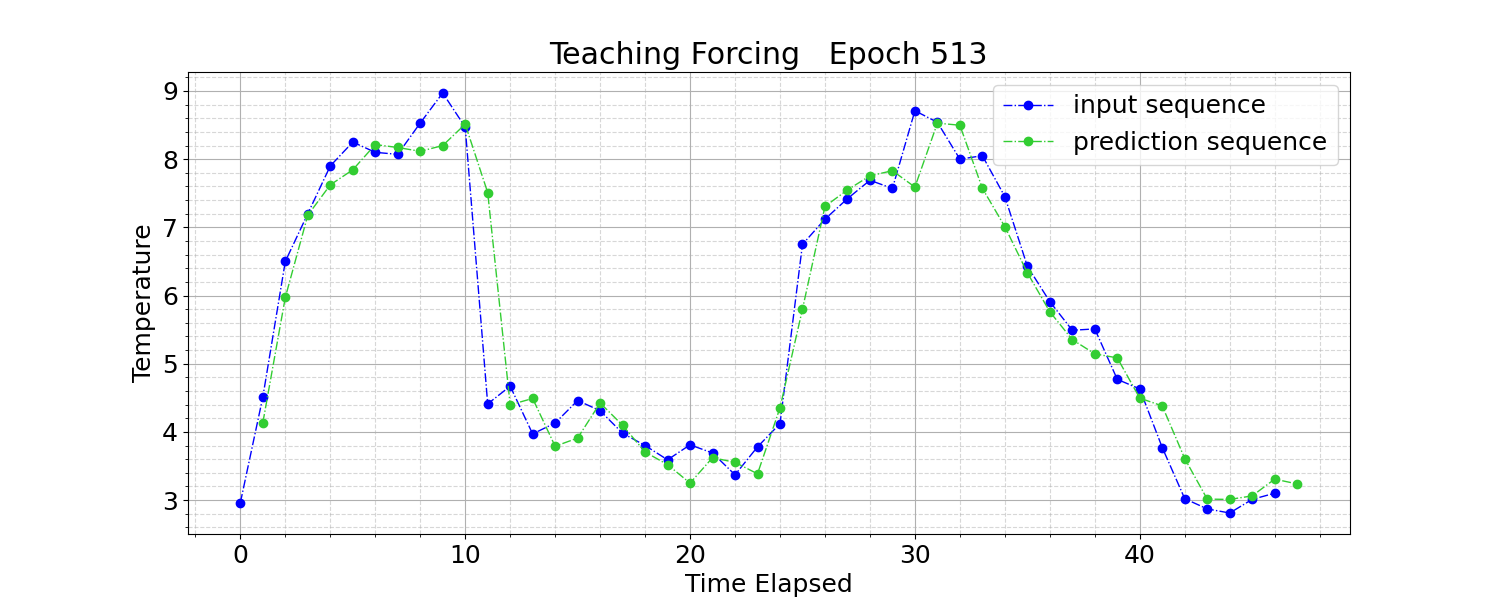 Teaching Forcing   Epoch 513
9
8
7
6
5
4
3
Temperature
input sequence
prediction sequence
0 10 20 30 40
Time Elapsed